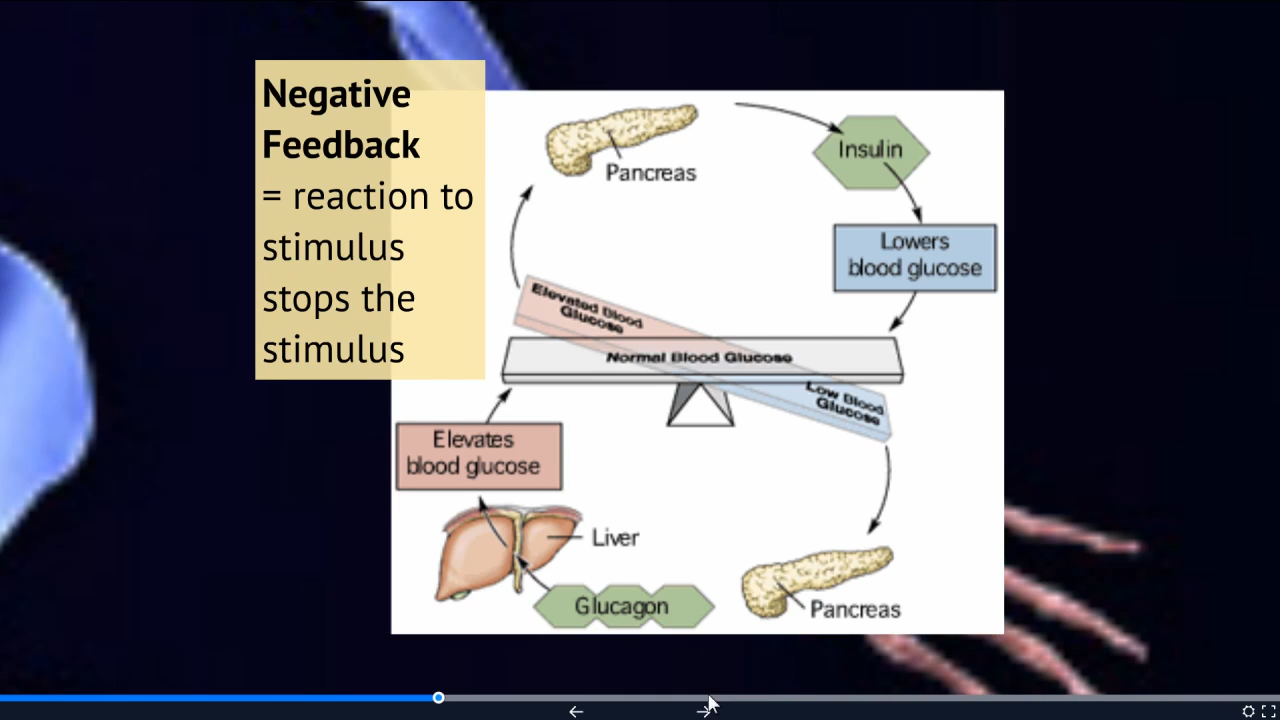 Negative
Feedback
= reaction to
stimulus
stops the
stimulus
Pancreas
Insulin
Lowers
blood glucose
Elevated Blood
Glucose
Normal Blood Glucose
Low Blood
Glucose
Elevates
blood glucose
Liver
Glucagon
Pancreas